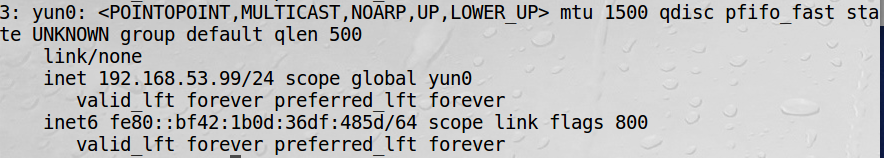 3: yun0: <POINTOPOINT,MULTICAST,NOARP,UP,LOWER_UP> mtu 1500 qdisc pfifo_fast sta
te UNKNOWN group default qlen 500
    link/none
    inet 192.168.53.99/24 scope global yun0
       valid_lft forever preferred_lft forever
    inet6 fe80::bf42:1b0d:36df:485d/64 scope link flags 800
       valid_lft forever preferred_lft forever